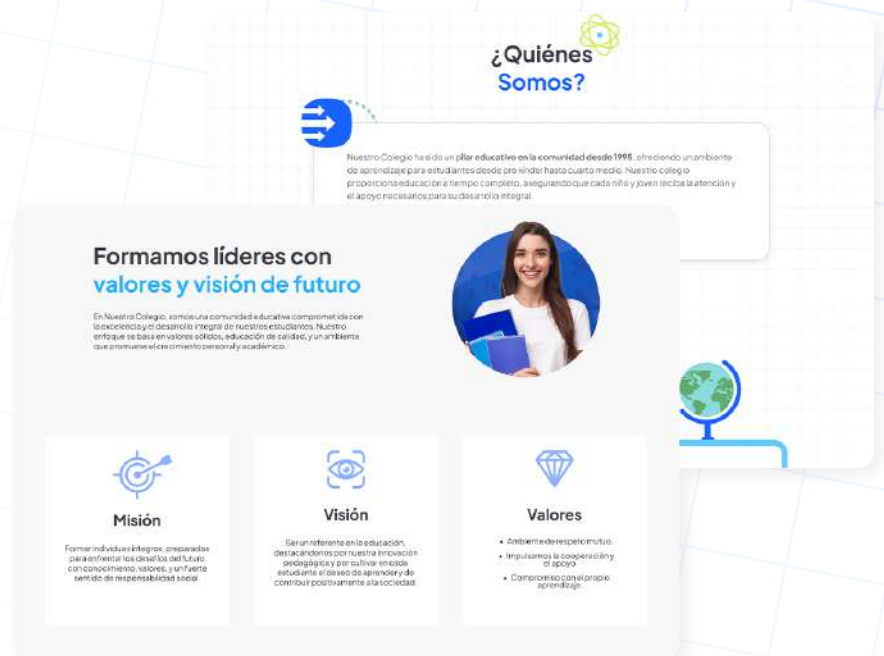 ¿Quiénes
Somos?
Nuestro Colegio ha sido un pilar educativo en la comunidad desde 1995, ofreciendo un ambiente
de aprendizaje para estudiantes desde pre kinder hasta cuarto medio. Nuestro colegio
proporciona educación a tiempo completo, asegurando que cada niño y joven reciba la atención y
el apoyo necesarios para su desarrollo integral.
Formamos líderes con
valores y visión de futuro
En Nuestro Colegio, somos una comunidad educativa comprometida con
la excelencia y el desarrollo integral de nuestros estudiantes. Nuestro
enfoque se basa en valores sólidos, educación de calidad, y un ambiente
que promueve el crecimiento personal y académico.
Misión
Formar individuos íntegros, preparados
para enfrentar los desafíos del futuro
con conocimiento, valores, y un fuerte
sentido de responsabilidad social.
Visión
Ser un referente en la educación,
destacándonos por nuestra innovación
pedagógica y por cultivar en cada
estudiante el deseo de aprender y de
contribuir positivamente a la sociedad.
Valores
• Ambiente de respeto mutuo.
• Impulsamos la cooperación y
el apoyo
• Compromiso con el propio
aprendizaje.